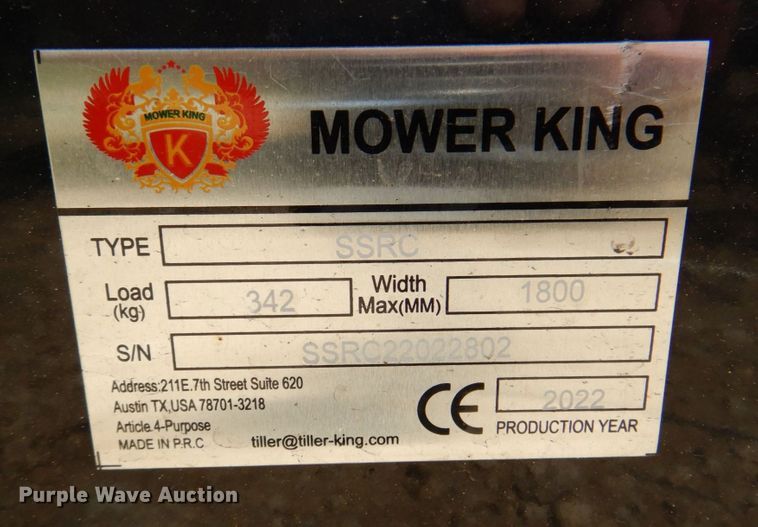 MOWER KING
K
MOWER KING
TYPE SSRC
Load (kg) 342 Width Max(MM) 1800
S/N SSRC22022802
Address:211E.7th Street Suite 620
Austin TX,USA 78701-3218
Article 4-Purpose
MADE IN P.R.C tiller@tiller-king.com
CE 2022
PRODUCTION YEAR
Purple Wave Auction